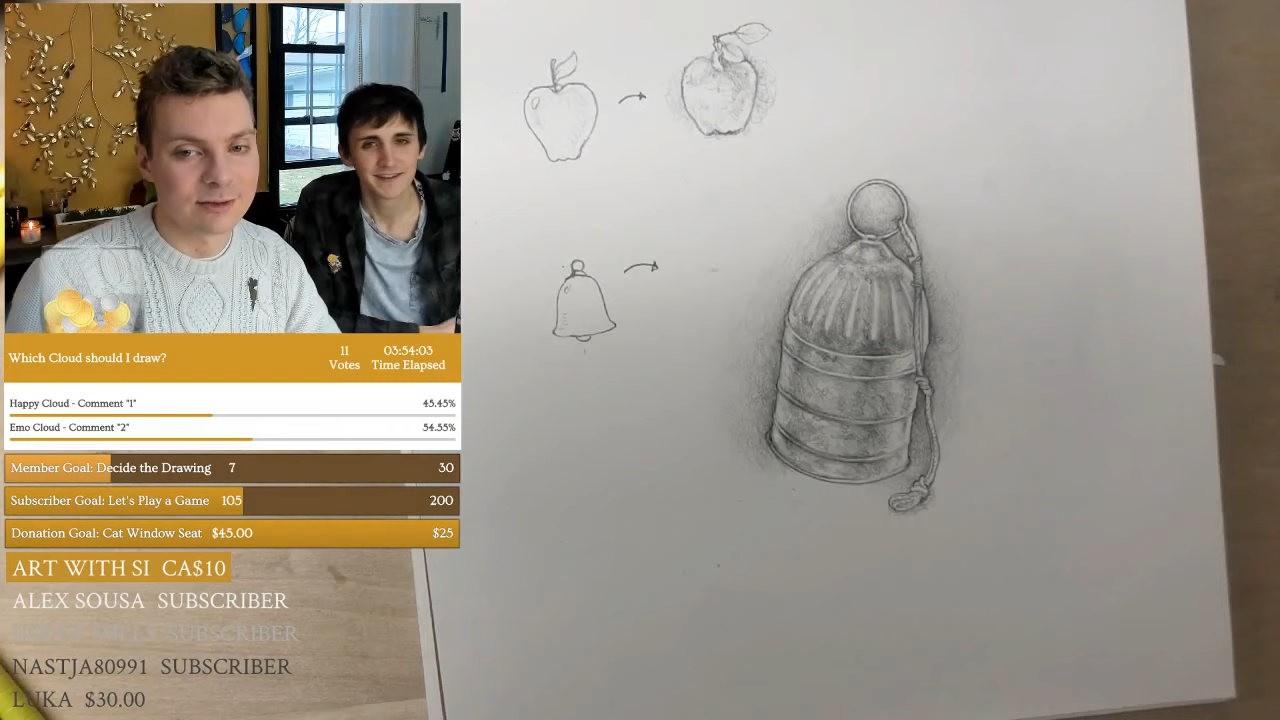 Which Cloud should I draw?
11 03:54:03
Votes Time Elapsed
Happy Cloud - Comment "1" 45.45%
Emo Cloud - Comment "2" 54.55%
Member Goal: Decide the Drawing 7 30
Subscriber Goal: Let's Play a Game 105 200
Donation Goal: Cat Window Seat $45.00 $25
ART WITH SI CA$10
ALEX SOUSA SUBSCRIBER
SUBSCRIBER
NASTJA80991 SUBSCRIBER
LUKA $30.00